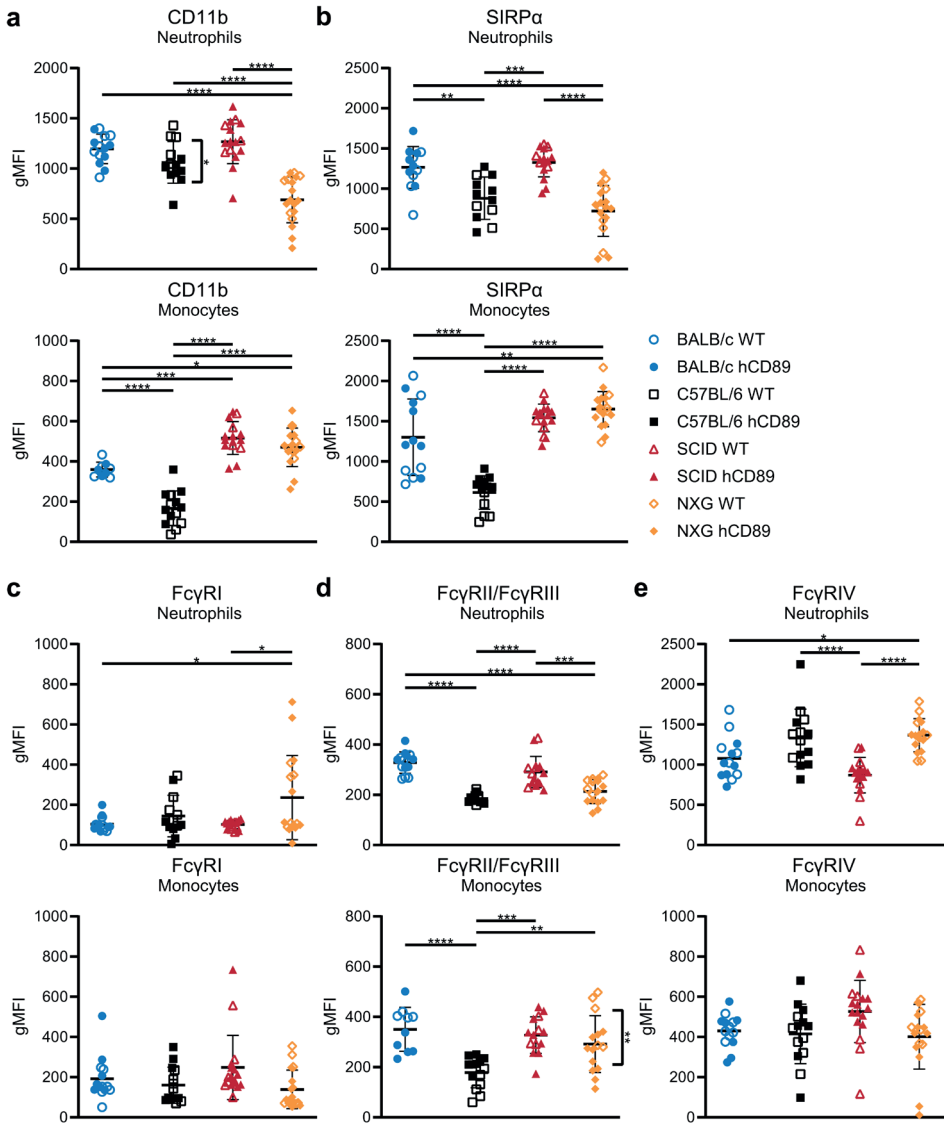 a
CD11b
Neutrophils
****
****
****
*
gMFI
2000
1500
1000
500
0
b
SIRPα
Neutrophils
***
****
**
****
gMFI
2500
2000
1500
1000
500
0
CD11b
Monocytes
****
****
*
***
****
gMFI
1000
800
600
400
200
0
SIRPα
Monocytes
****
****
**
****
gMFI
2500
2000
1500
1000
500
0
BALB/c WT
BALB/c hCD89
C57BL/6 WT
C57BL/6 hCD89
SCID WT
SCID hCD89
NXG WT
NXG hCD89
c
FcγRI
Neutrophils
*
*
gMFI
1000
800
600
400
200
0
d
FcγRII/FcγRIII
Neutrophils
****
***
****
****
gMFI
800
600
400
200
0
e
FcγRIV
Neutrophils
*
****
****
gMFI
2500
2000
1500
1000
500
0
FcγRI
Monocytes
gMFI
1000
800
600
400
200
0
FcγRII/FcγRIII
Monocytes
***
**
****
**
gMFI
800
600
400
200
0
FcγRIV
Monocytes
gMFI
1000
800
600
400
200
0